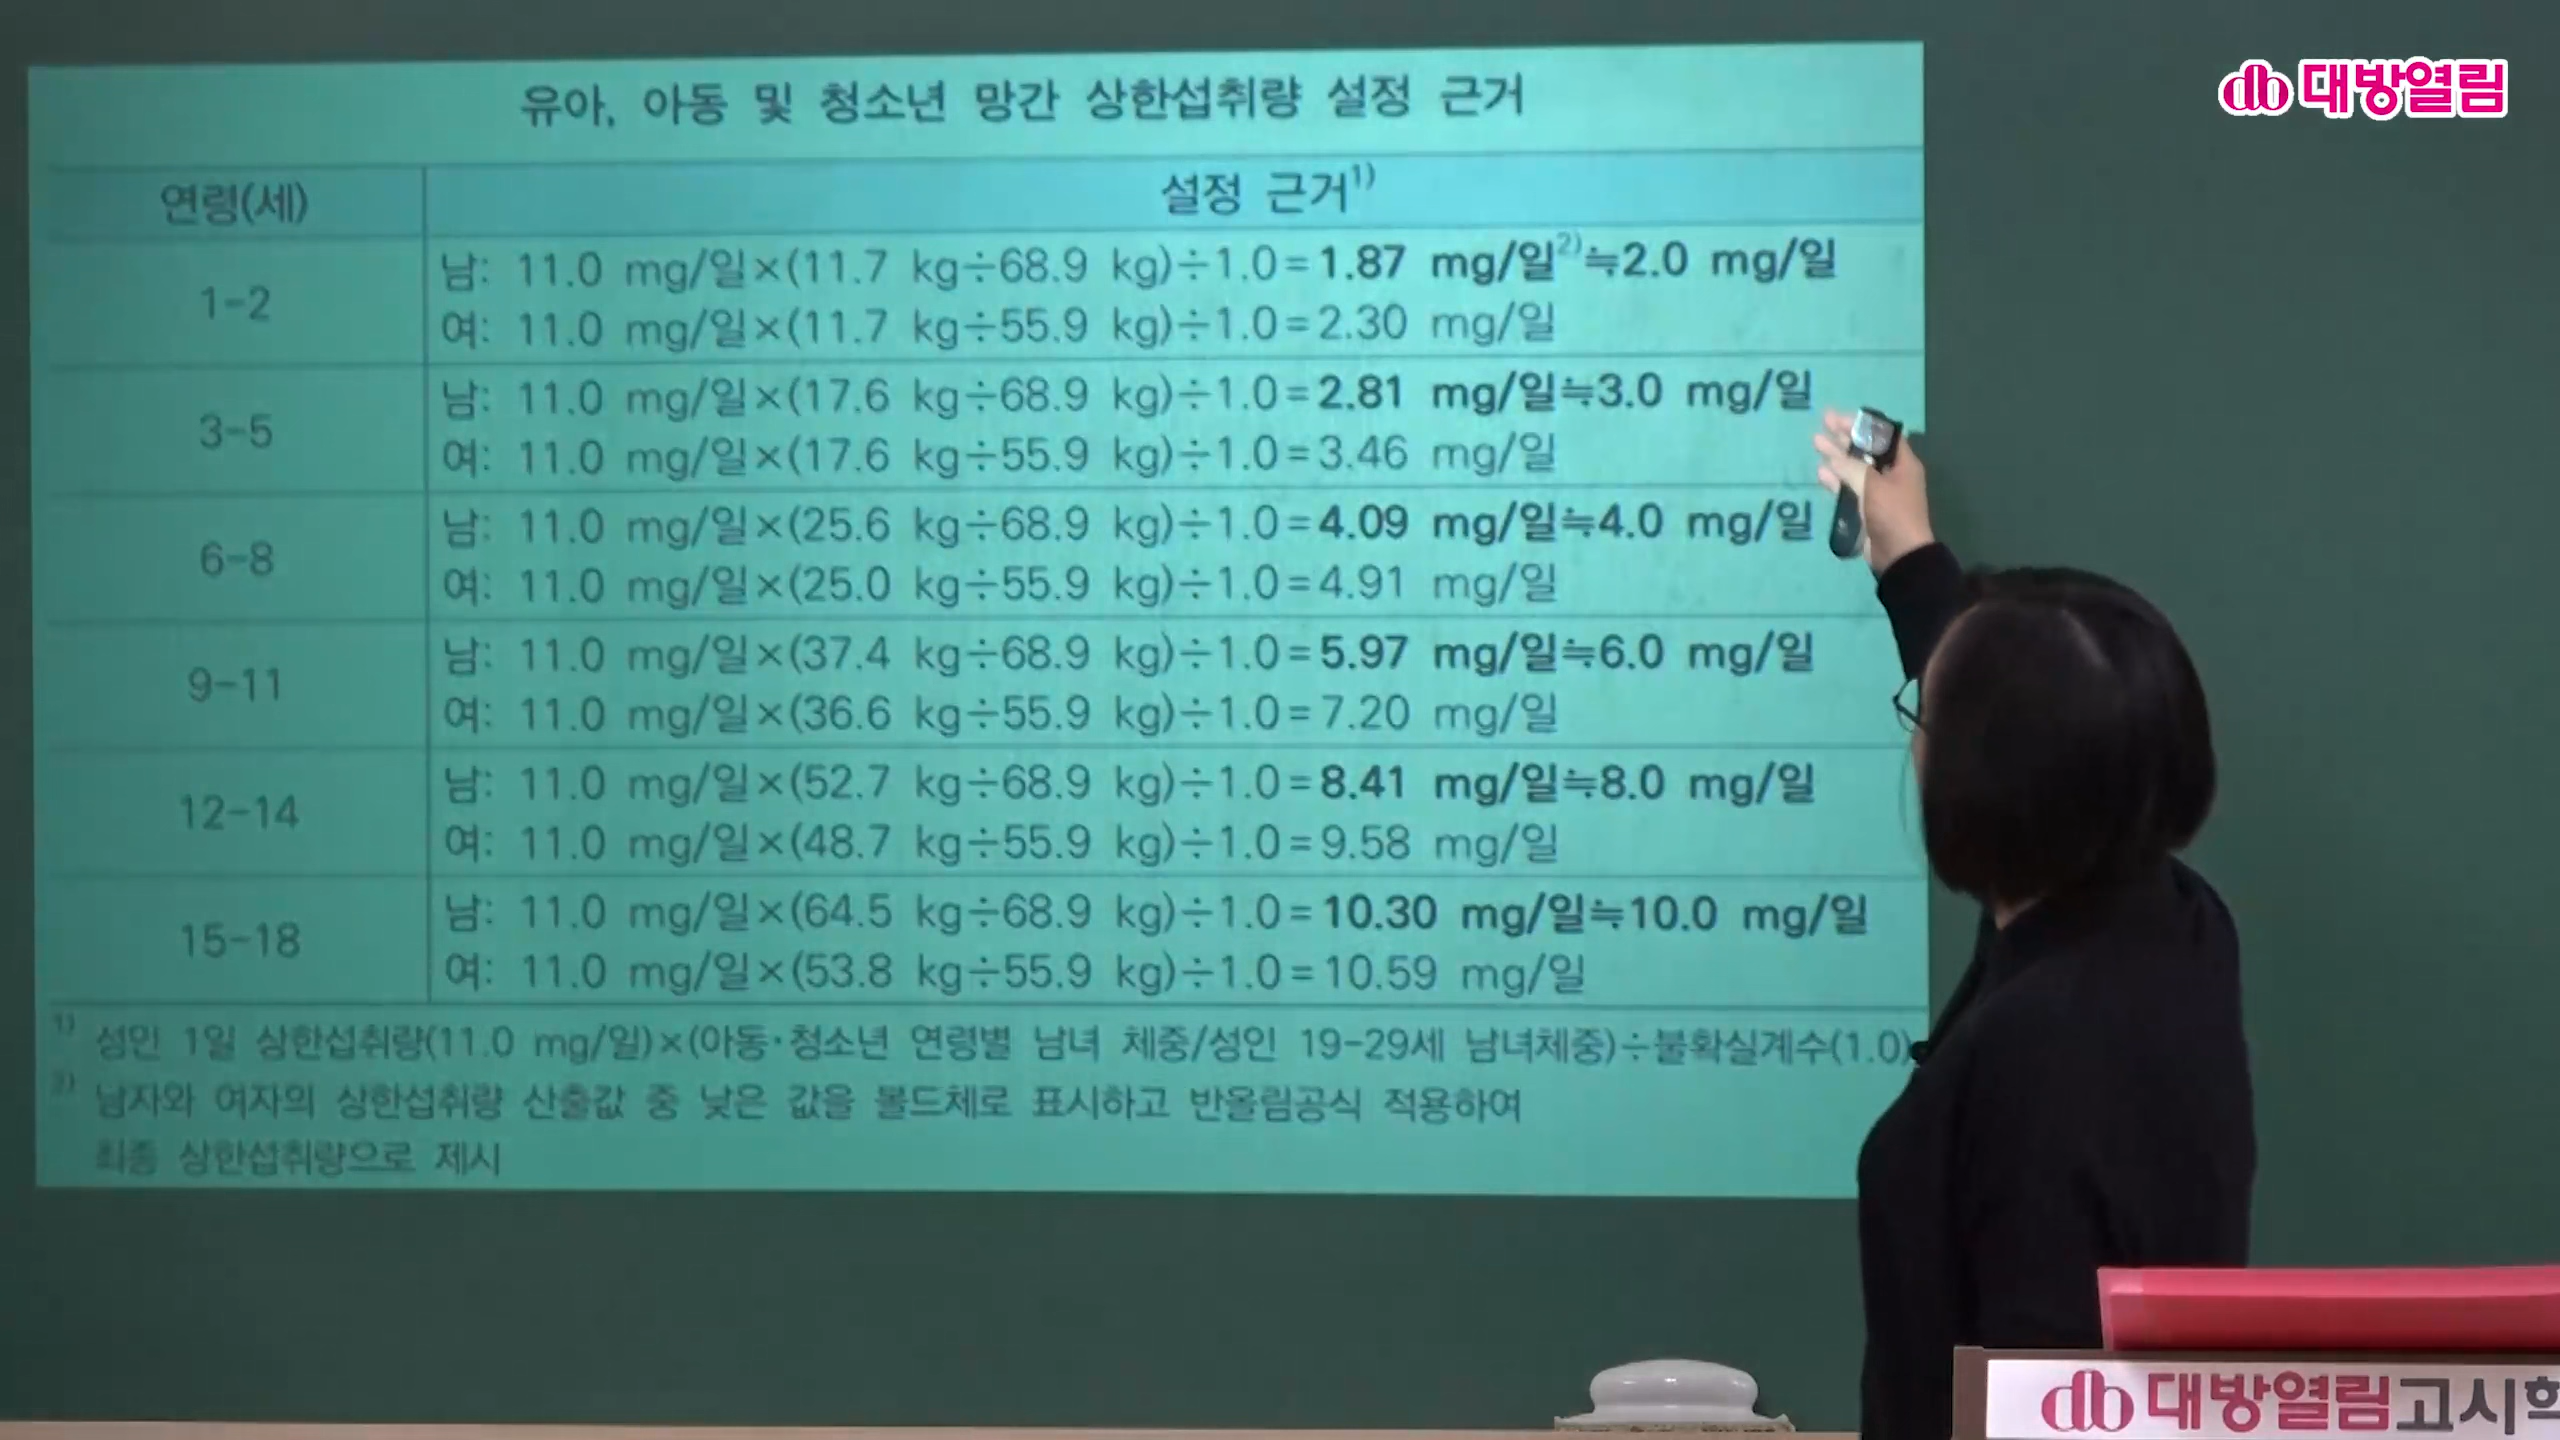 대방열림
유아, 아동 및 청소년 망간 상한섭취량 설정 근거
연령(세) 설정 근거1)
1-2
남: 11.0 mg/일×(11.7 kg÷68.9 kg)÷1.0=1.87 mg/일2)≒2.0 mg/일
여: 11.0 mg/일×(11.7 kg÷55.9 kg)÷1.0=2.30 mg/일
3-5
남: 11.0 mg/일×(17.6 kg÷68.9 kg)÷1.0=2.81 mg/일≒3.0 mg/일
여: 11.0 mg/일×(17.6 kg÷55.9 kg)÷1.0=3.46 mg/일
6-8
남: 11.0 mg/일×(25.6 kg÷68.9 kg)÷1.0=4.09 mg/일≒4.0 mg/일
여: 11.0 mg/일×(25.0 kg÷55.9 kg)÷1.0=4.91 mg/일
9-11
남: 11.0 mg/일×(37.4 kg÷68.9 kg)÷1.0=5.97 mg/일≒6.0 mg/일
여: 11.0 mg/일×(36.6 kg÷55.9 kg)÷1.0=7.20 mg/일
12-14
남: 11.0 mg/일×(52.7 kg÷68.9 kg)÷1.0=8.41 mg/일≒8.0 mg/일
여: 11.0 mg/일×(48.7 kg÷55.9 kg)÷1.0=9.58 mg/일
15-18
남: 11.0 mg/일×(64.5 kg÷68.9 kg)÷1.0=10.30 mg/일≒10.0 mg/일
여: 11.0 mg/일×(53.8 kg÷55.9 kg)÷1.0=10.59 mg/일
1) 성인 1일 상한섭취량(11.0 mg/일)×(아동·청소년 연령별 남녀 체중/성인 19-29세 남녀체중)÷불확실계수(1.0)
2) 남자와 여자의 상한섭취량 산출값 중 낮은 값을 볼드체로 표시하고 반올림공식 적용하여
최종 상한섭취량으로 제시
대방열림고시학